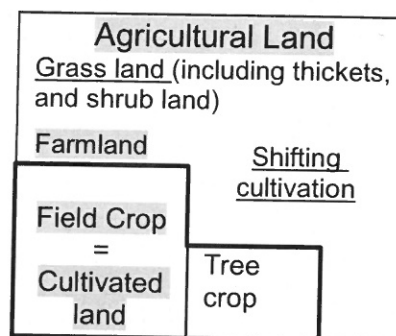 Agricultural Land
Grass land (including thickets,
and shrub land)
Farmland
Shifting
cultivation
Field Crop
=
Cultivated
land
Tree
crop